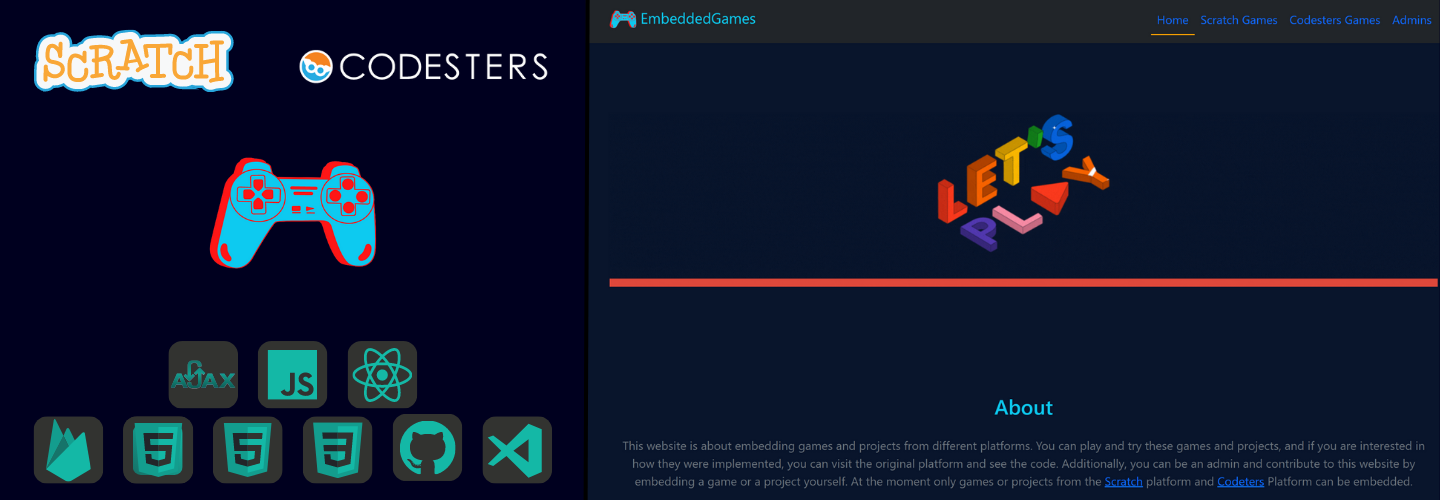 SCRATCH
CODESTERS
AJAX
JS
5
5
3
EmbeddedGames
Home Scratch Games Codesters Games Admins
LET'S
PLAY
About
This website is about embedding games and projects from different platforms. You can play and try these games and projects, and if you are interested in
how they were implemented, you can visit the original platform and see the code. Additionally, you can be an admin and contribute to this website by
embedding a game or a project yourself. At the moment only games or projects from the Scratch platform and Codeters Platform can be embedded.